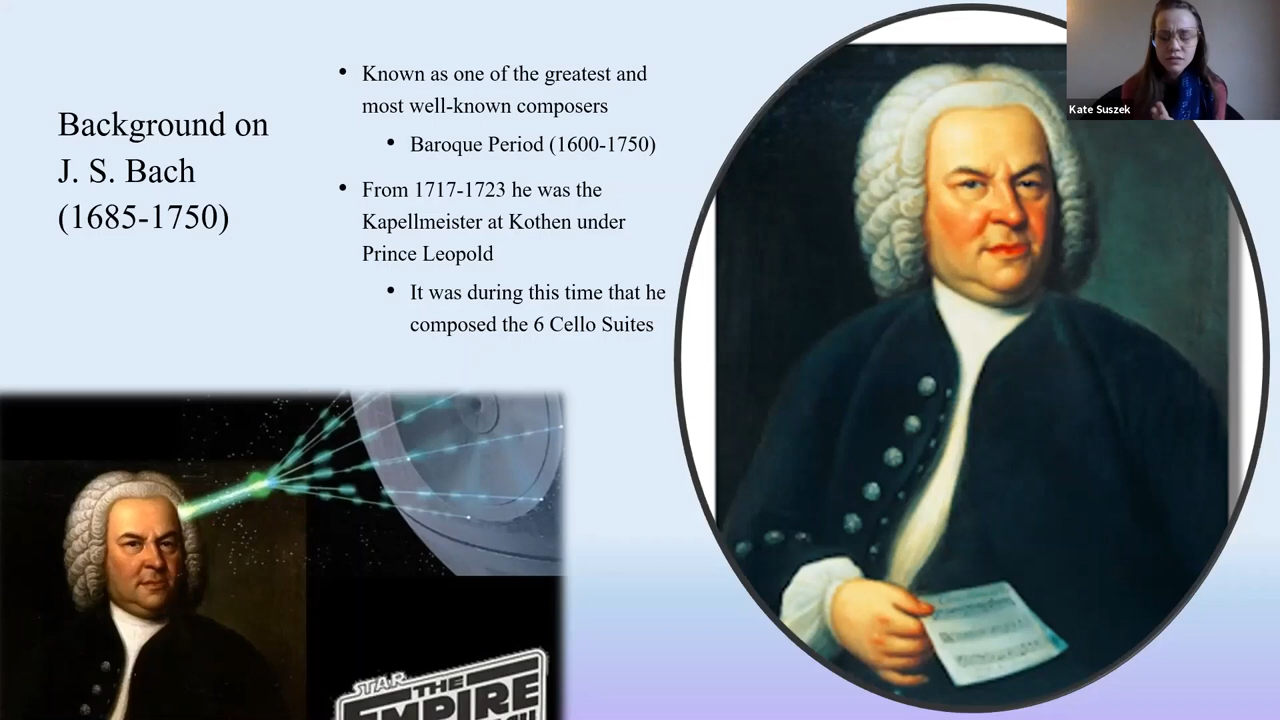 Background on
J. S. Bach
(1685-1750)
• Known as one of the greatest and
most well-known composers
• Baroque Period (1600-1750)
• From 1717-1723 he was the
Kapellmeister at Kothen under
Prince Leopold
• It was during this time that he
composed the 6 Cello Suites
Kate Suszek
STAR
THE
EMPIRE